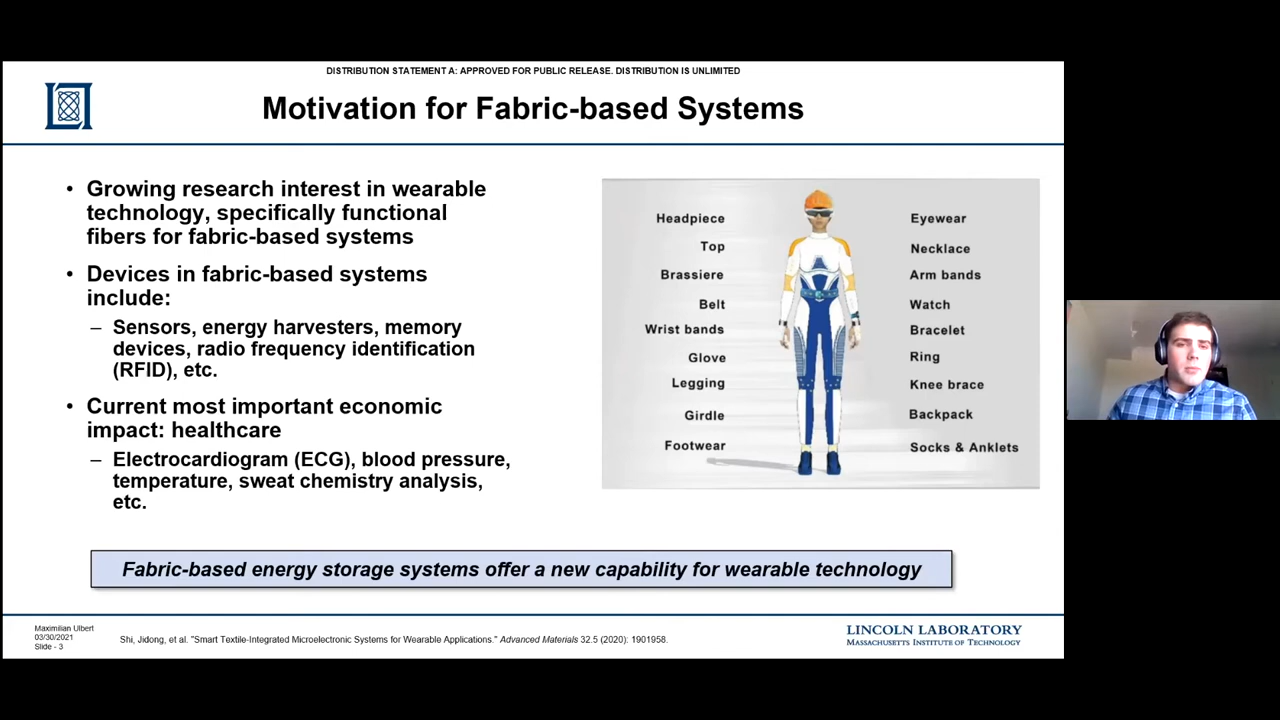 DISTRIBUTION STATEMENT A: APPROVED FOR PUBLIC RELEASE. DISTRIBUTION IS UNLIMITED
Motivation for Fabric-based Systems
• Growing research interest in wearable
technology, specifically functional
fibers for fabric-based systems
• Devices in fabric-based systems
include:
– Sensors, energy harvesters, memory
devices, radio frequency identification
(RFID), etc.
• Current most important economic
impact: healthcare
– Electrocardiogram (ECG), blood pressure,
temperature, sweat chemistry analysis,
etc.
Headpiece
Top
Brassiere
Belt
Wrist bands
Glove
Legging
Girdle
Footwear
Eyewear
Necklace
Arm bands
Watch
Bracelet
Ring
Knee brace
Backpack
Socks & Anklets
Fabric-based energy storage systems offer a new capability for wearable technology
Maximilian Ulbert
03/30/2021
Slide - 3
Shi, Jidong, et al. "Smart Textile-Integrated Microelectronic Systems for Wearable Applications." Advanced Materials 32.5 (2020): 1901958.
LINCOLN LABORATORY
MASSACHUSETTS INSTITUTE OF TECHNOLOGY